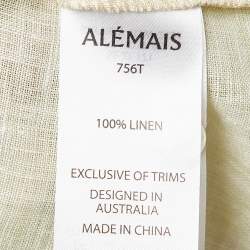 ALÉMAIS
756T
100% LINEN
EXCLUSIVE OF TRIMS
DESIGNED IN
AUSTRALIA
MADE IN CHINA